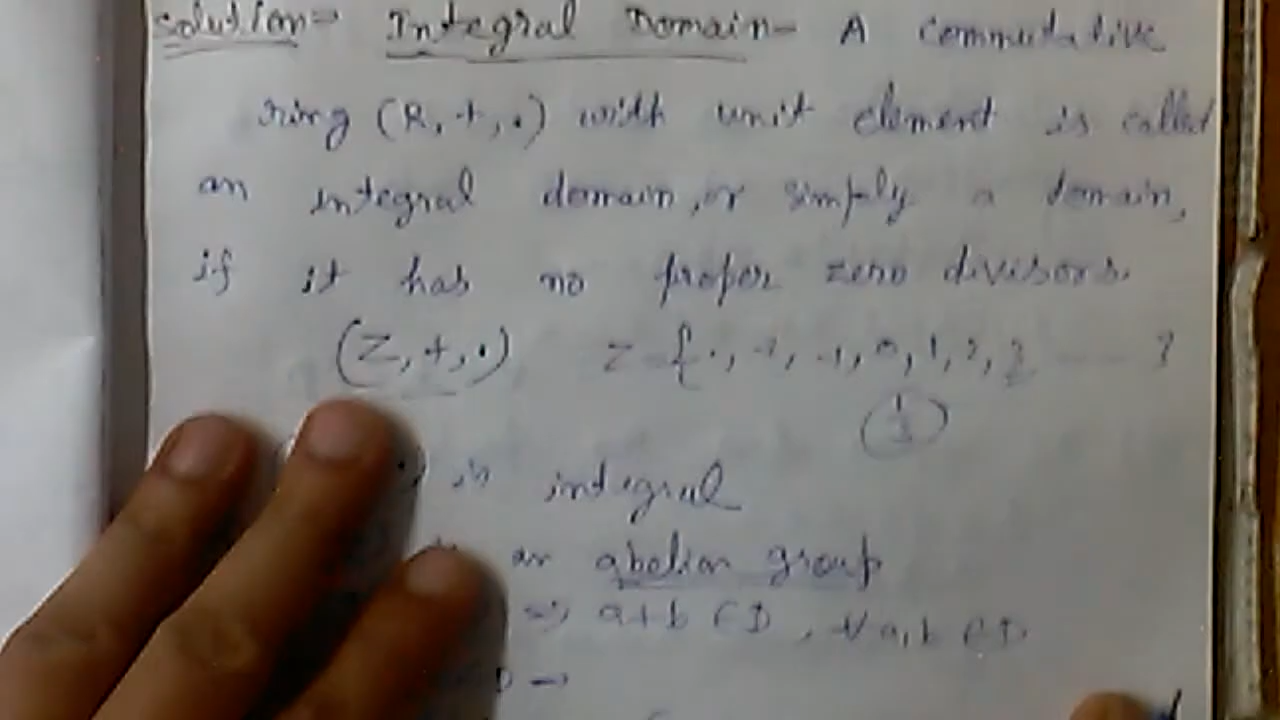 Solution⇒ Integral Domain- A commutative
ring (R, +, .) with unit element is called
an integral domain, or simply a domain,
if it has no proper zero divisors.
(Z, +, .) Z = {., -2, -1, 0, 1, 2, 3 --- }
1
.) is integral
an abelian group
⇒ a+b ∈ D, ∀ a, b ∈ D